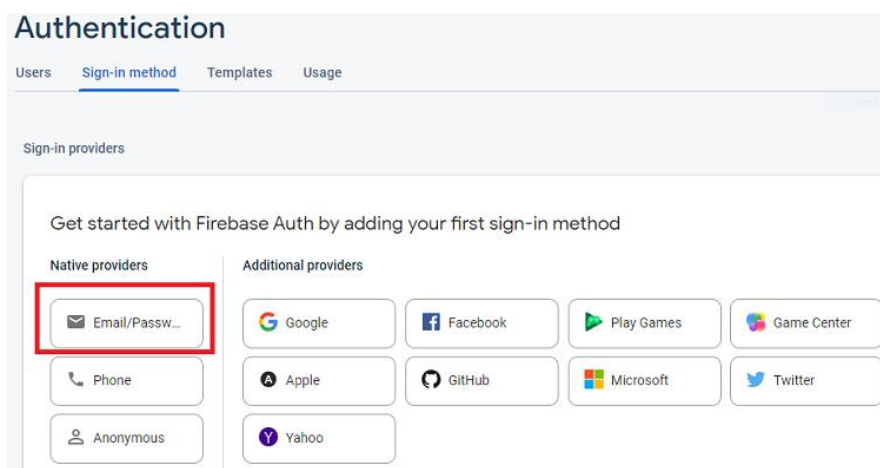 Authentication
Users Sign-in method Templates Usage
Sign-in providers
Get started with Firebase Auth by adding your first sign-in method
Native providers Additional providers
Email/Passw... Google Facebook Play Games Game Center
Phone Apple GitHub Microsoft Twitter
Anonymous Yahoo